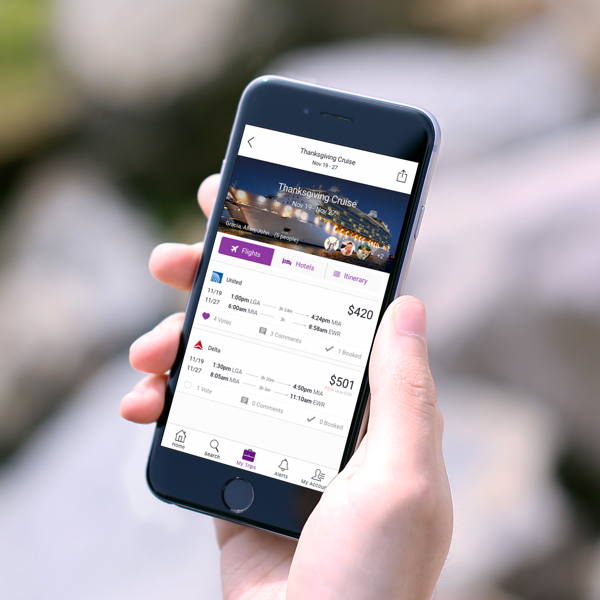 Thanksgiving Cruise
Nov 19 - 27
Thanksgiving Cruise
Nov 19 - Nov 27
Gracia, Allan, John... (5 people)
+2
Flights
Hotels
Itinerary
United
$420
11/19 1:00pm LGA 3h 24m 4:24pm MIA
11/27 6:00am MIA 3h 8:58am EWR
4 Votes 3 Comments 1 Booked
Delta
$501
11/19 1:30pm LGA 3h 20m 4:50pm MIA
11/27 8:05am MIA 3h 5m 11:10am EWR
1 Vote 0 Comments 0 Booked
Home Search My Trips Alerts My Account